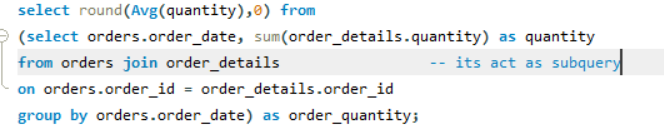 select round(Avg(quantity),0) from
(select orders.order_date, sum(order_details.quantity) as quantity
from orders join order_details -- its act as subquery
on orders.order_id = order_details.order_id
group by orders.order_date) as order_quantity;